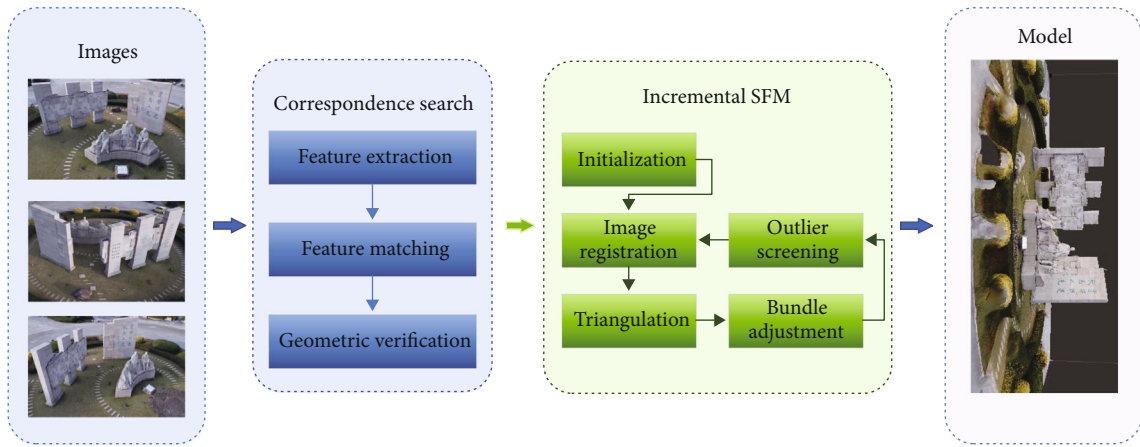 Images
Correspondence search
Feature extraction
Feature matching
Geometric verification
Incremental SFM
Initialization
Image
registration
Outlier
screening
Triangulation
Bundle
adjustment
Model